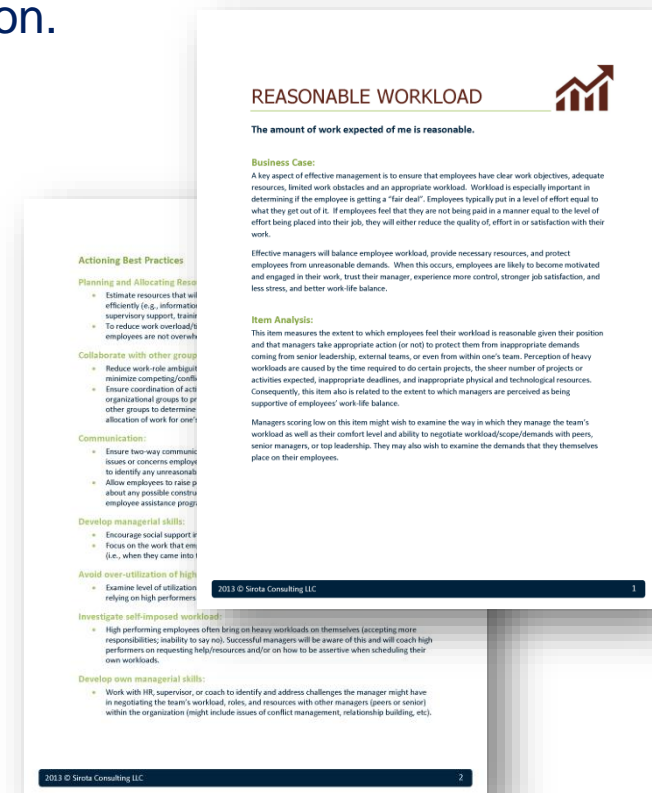 on.
REASONABLE WORKLOAD
The amount of work expected of me is reasonable.
Business Case:
A key aspect of effective management is to ensure that employees have clear work objectives, adequate
resources, limited work obstacles and an appropriate workload. Workload is especially important in
determining if the employee is getting a “fair deal”. Employees typically put in a level of effort equal to
what they get out of it. If employees feel that they are not being paid in a manner equal to the level of
effort being placed into their job, they will either reduce the quality of, effort in or satisfaction with their
work.
Effective managers will balance employee workload, provide necessary resources, and protect
employees from unreasonable demands. When this occurs, employees are likely to become motivated
and engaged in their work, trust their manager, experience more control, stronger job satisfaction, and
less stress, and better work-life balance.
Item Analysis:
This item measures the extent to which employees feel their workload is reasonable given their position
and that managers take appropriate action (or not) to protect them from inappropriate demands
coming from senior leadership, external teams, or even from within one's team. Perception of heavy
workloads are caused by the time required to do certain projects, the sheer number of projects or
activities expected, inappropriate deadlines, and inappropriate physical and technological resources.
Consequently, this item also is related to the extent to which managers are perceived as being
supportive of employees' work-life balance.
Managers scoring low on this item might wish to examine the way in which they manage the team's
workload as well as their comfort level and ability to negotiate workload/scope/demands with peers,
senior managers, or top leadership. They may also wish to examine the demands that they themselves
place on their employees.
2013 © Sirota Consulting LLC 1
Actioning Best Practices
Planning and Allocating Reso
• Estimate resources that wil
efficiently (e.g., information
supervisory support, trainin
• To reduce work overload/ti
employees are not overwhe
Collaborate with other group
• Reduce work-role ambiguit
minimize competing/confli
• Ensure coordination of acti
organizational groups to pr
other groups to determine
allocation of work for one's
Communication:
• Ensure two-way communic
issues or concerns employe
to identify any unreasonab
• Allow employees to raise p
about any possible constru
employee assistance progra
Develop managerial skills:
• Encourage social support in
• Focus on the work that em
(i.e., when they came into t
Avoid over-utilization of high
• Examine level of utilization
relying on high performers
Investigate self-imposed workload:
• High performing employees often bring on heavy workloads on themselves (accepting more
responsibilities; inability to say no). Successful managers will be aware of this and will coach high
performers on requesting help/resources and/or on how to be assertive when scheduling their
own workloads.
Develop own managerial skills:
• Work with HR, supervisor, or coach to identify and address challenges the manager might have
in negotiating the team's workload, roles, and resources with other managers (peers or senior)
within the organization (might include issues of conflict management, relationship building, etc).
2013 © Sirota Consulting LLC 2